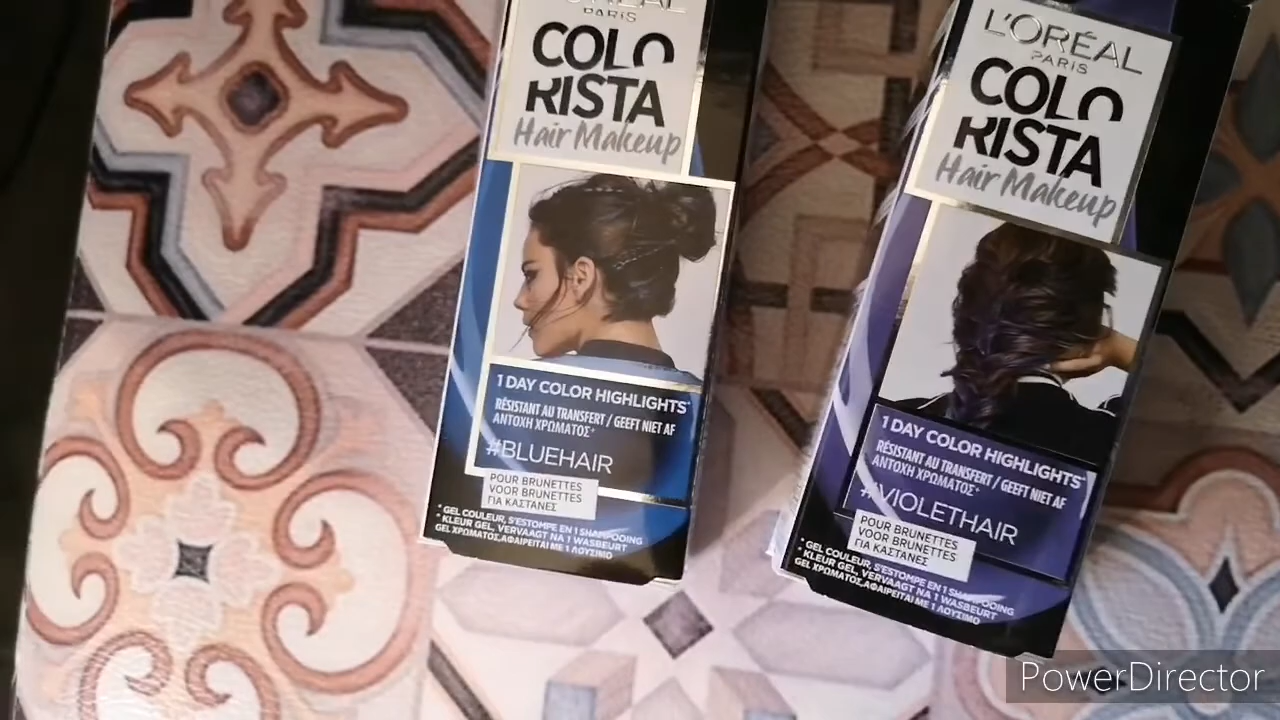 L'ORÉAL
PARIS
COLO
RISTA
Hair Makeup
1 DAY COLOR HIGHLIGHTS*
RÉSISTANT AU TRANSFERT / GEEFT NIET AF
ΑΝΤΟΧΗ ΧΡΩΜΑΤΟΣ*
#BLUEHAIR
POUR BRUNETTES
VOOR BRUNETTES
ΓΙΑ ΚΑΣΤΑΝΕΣ
* GEL COULEUR, S'ESTOMPE EN 1 SHAMPOOING
* KLEUR GEL, VERVAAGT NA 1 WASBEURT
GEL ΧΡΩΜΑΤΟΣ,ΑΦΑΙΡΕΙΤΑΙ ΜΕ 1 ΛΟΥΣΙΜΟ
L'ORÉAL
PARIS
COLO
RISTA
Hair Makeup
1 DAY COLOR HIGHLIGHTS*
RÉSISTANT AU TRANSFERT / GEEFT NIET AF
ΑΝΤΟΧΗ ΧΡΩΜΑΤΟΣ*
#VIOLETHAIR
POUR BRUNETTES
VOOR BRUNETTES
ΓΙΑ ΚΑΣΤΑΝΕΣ
* GEL COULEUR, S'ESTOMPE EN 1 SHAMPOOING
* KLEUR GEL, VERVAAGT NA 1 WASBEURT
GEL ΧΡΩΜΑΤΟΣ,ΑΦΑΙΡΕΙΤΑΙ ΜΕ 1 ΛΟΥΣΙΜΟ
PowerDirector